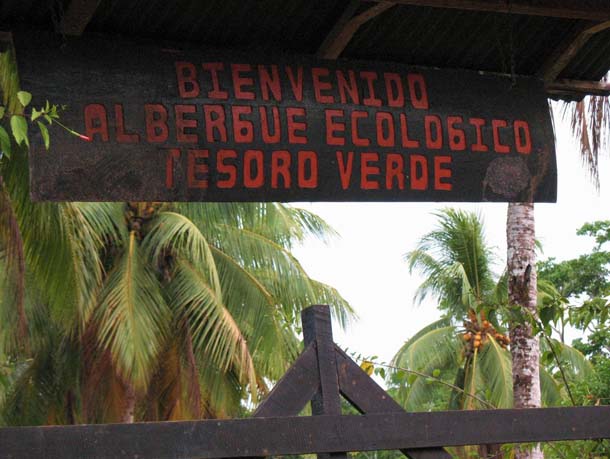 BIENVENIDO
ALBERGUE ECOLOGICO
TESORO VERDE